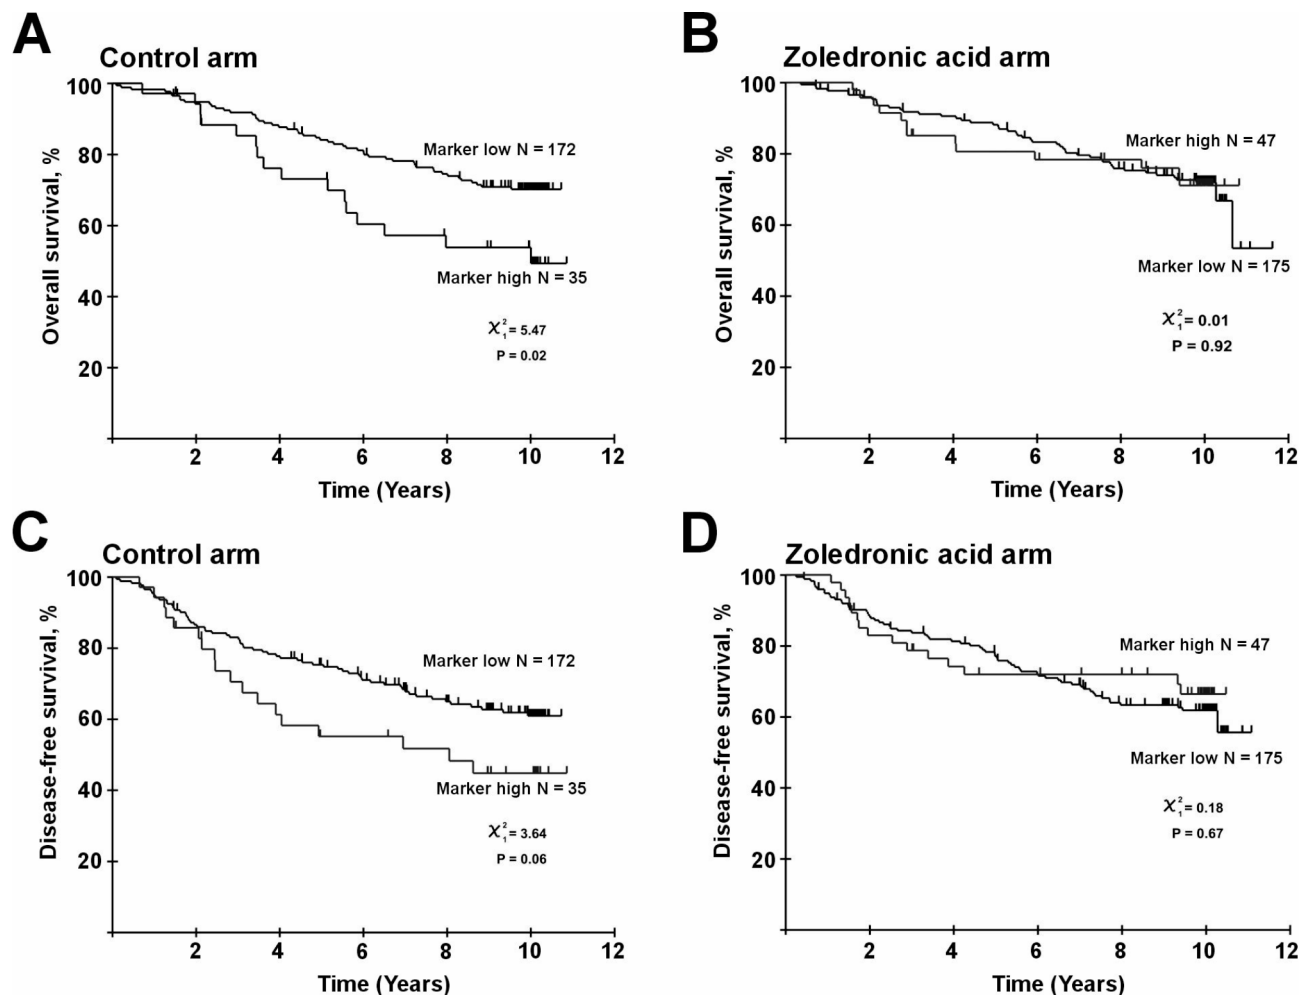 A
Control arm
Overall survival, %
100
80
60
40
20
Marker low N = 172
Marker high N = 35
χ²₁ = 5.47
P = 0.02
2 4 6 8 10 12
Time (Years)
B
Zoledronic acid arm
Overall survival, %
100
80
60
40
20
Marker high N = 47
Marker low N = 175
χ²₁ = 0.01
P = 0.92
2 4 6 8 10 12
Time (Years)
C
Control arm
Disease-free survival, %
100
80
60
40
20
Marker low N = 172
Marker high N = 35
χ²₁ = 3.64
P = 0.06
2 4 6 8 10 12
Time (Years)
D
Zoledronic acid arm
Disease-free survival, %
100
80
60
40
20
Marker high N = 47
Marker low N = 175
χ²₁ = 0.18
P = 0.67
2 4 6 8 10 12
Time (Years)